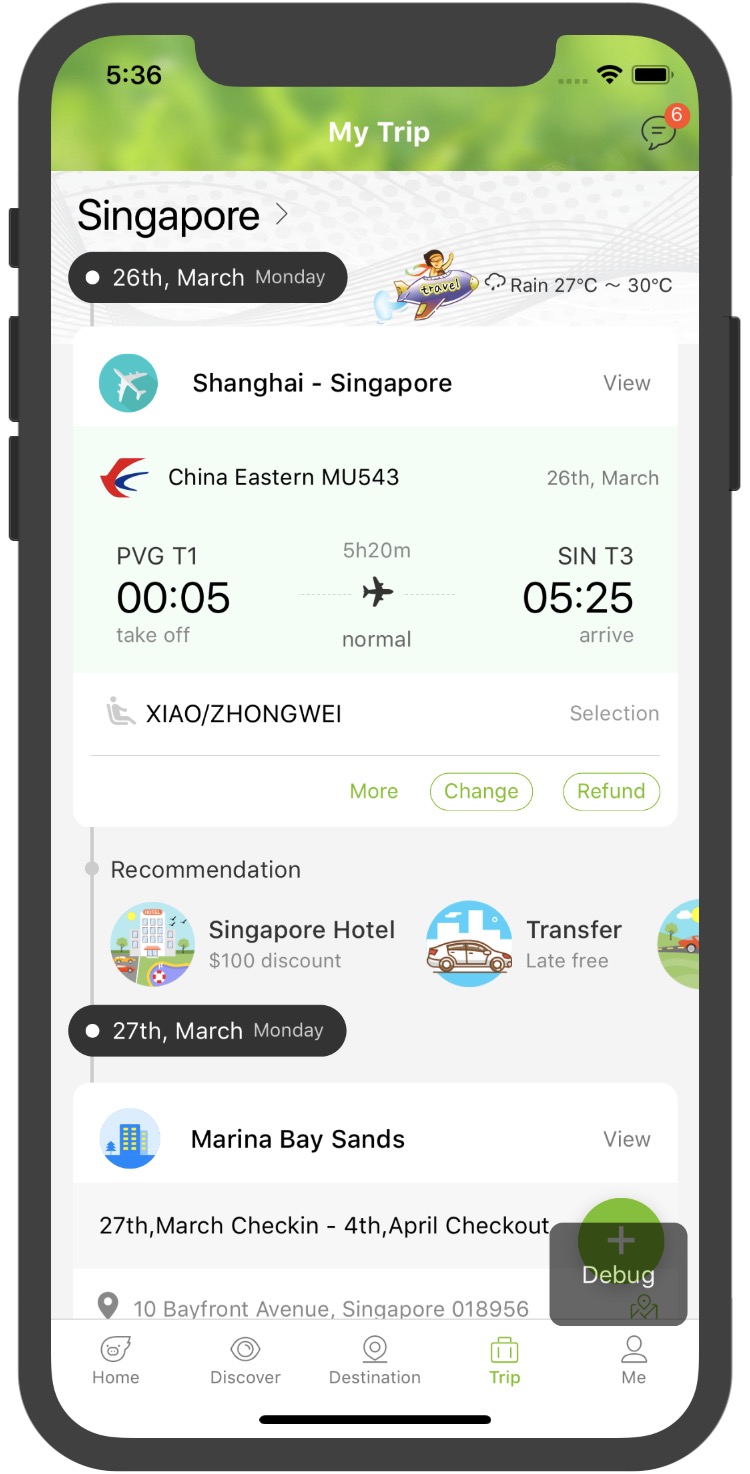 5:36
My Trip
6
Singapore
26th, March Monday
travel
Rain 27°C ~ 30°C
Shanghai - Singapore View
China Eastern MU543 26th, March
PVG T1 5h20m SIN T3
00:05 05:25
take off normal arrive
XIAO/ZHONGWEI Selection
More Change Refund
Recommendation
HOTEL
Singapore Hotel Transfer
$100 discount Late free
27th, March Monday
Marina Bay Sands View
27th,March Checkin - 4th,April Checkout
Debug
10 Bayfront Avenue, Singapore 018956
Home Discover Destination Trip Me